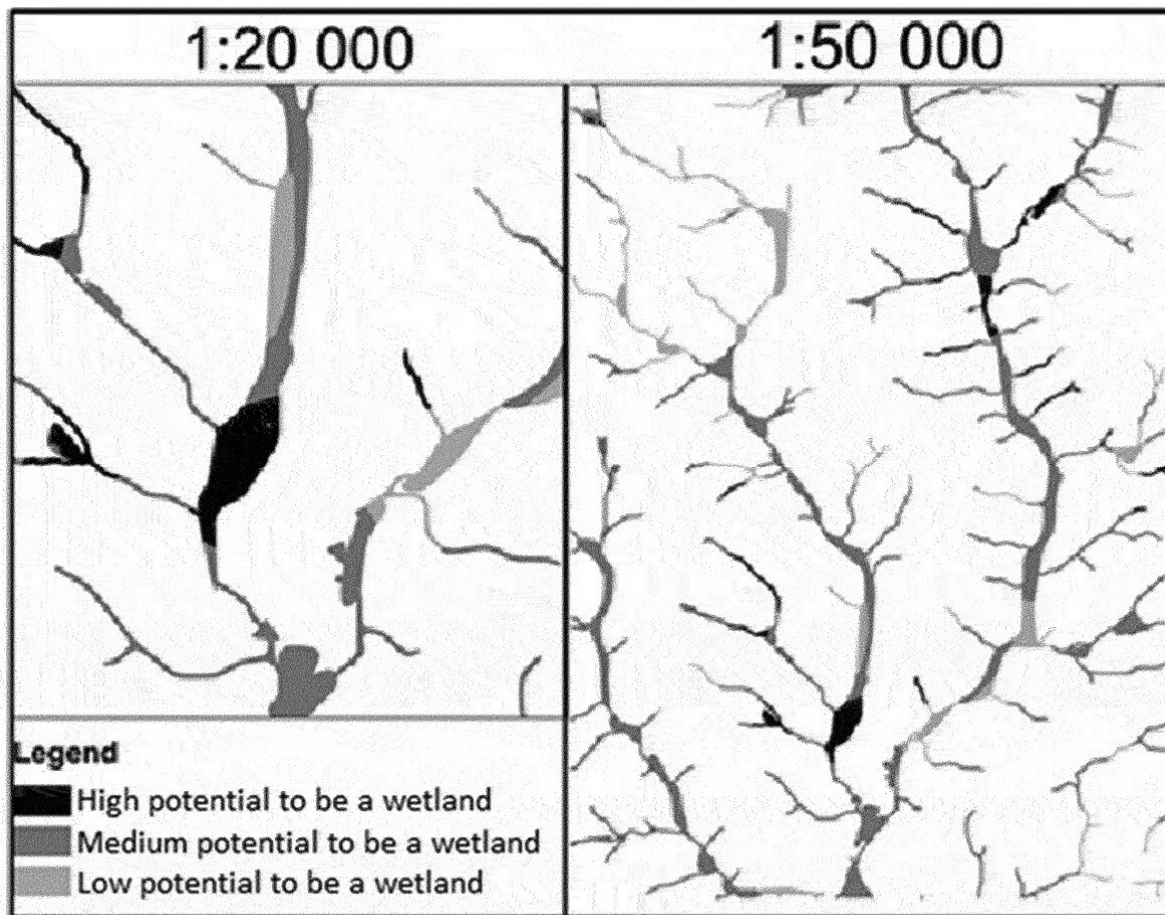 1:20 000
1:50 000
Legend
High potential to be a wetland
Medium potential to be a wetland
Low potential to be a wetland